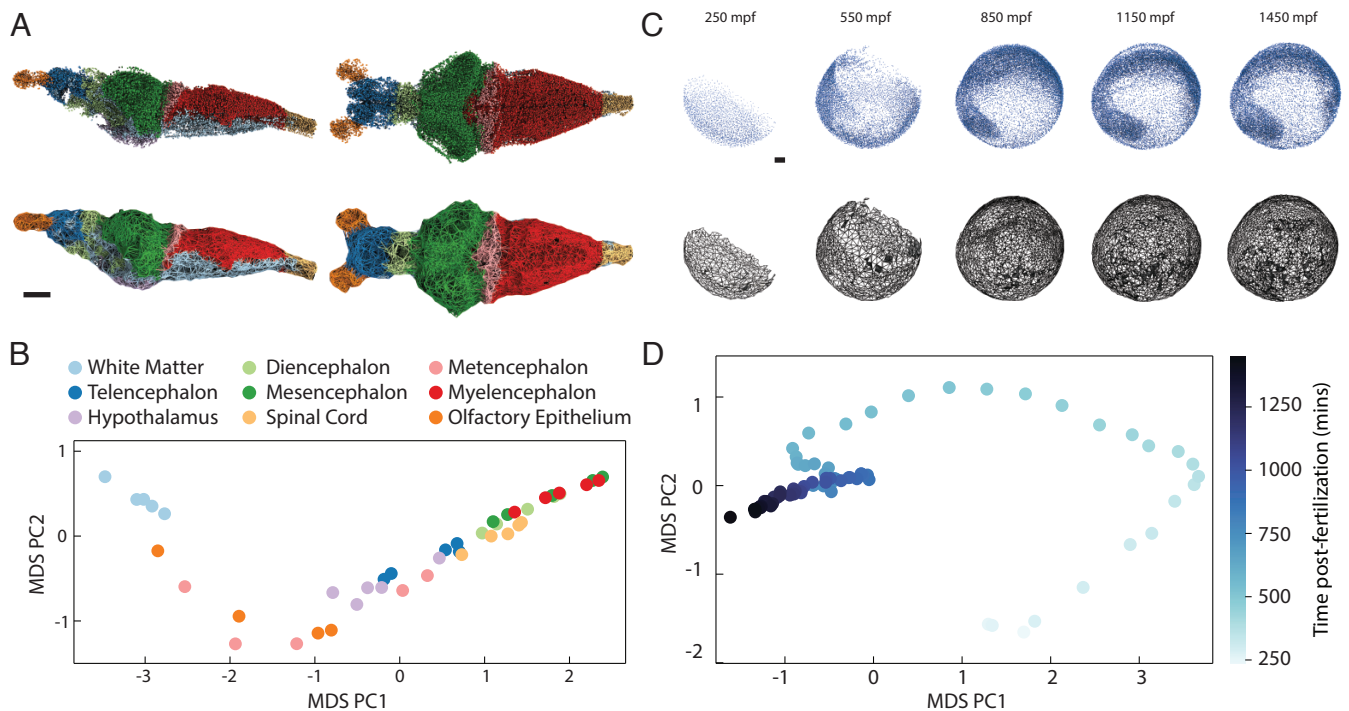 A
C
250 mpf 550 mpf 850 mpf 1150 mpf 1450 mpf
B
White Matter Diencephalon Metencephalon
Telencephalon Mesencephalon Myelencephalon
Hypothalamus Spinal Cord Olfactory Epithelium
1
0
-1
MDS PC2
-3 -2 -1 0 1 2
MDS PC1
D
1
0
-1
-2
MDS PC2
-1 0 1 2 3
MDS PC1
1250
1000
750
500
250
Time post-fertilization (mins)